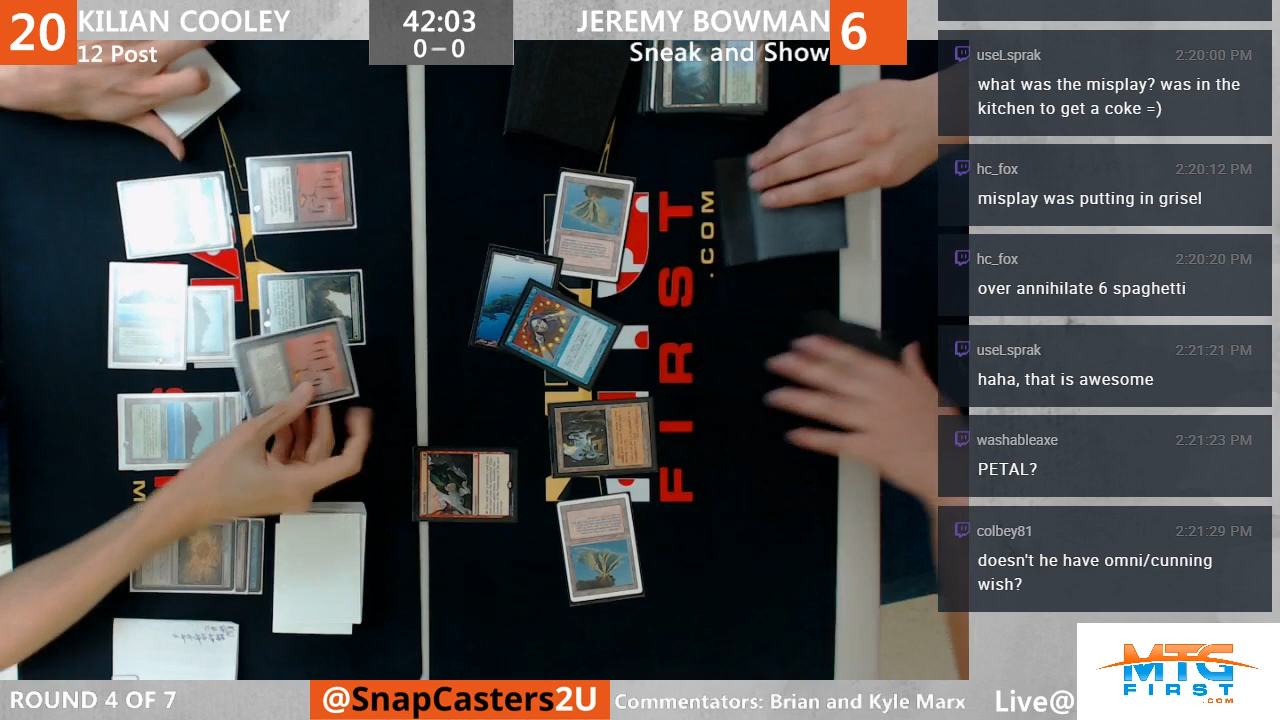 20
KILIAN COOLEY
12 Post
42:03
0–0
JEREMY BOWMAN
Sneak and Show
6
useLsprak 2:20:00 PM
what was the misplay? was in the
kitchen to get a coke =)
hc_fox 2:20:12 PM
misplay was putting in grisel
hc_fox 2:20:20 PM
over annihilate 6 spaghetti
useLsprak 2:21:21 PM
haha, that is awesome
washableaxe 2:21:23 PM
PETAL?
colbey81 2:21:29 PM
doesn't he have omni/cunning
wish?
FIRST
.COM
M
MTG
FIRST
.COM
ROUND 4 OF 7
@SnapCasters2U
Commentators: Brian and Kyle Marx
Live@